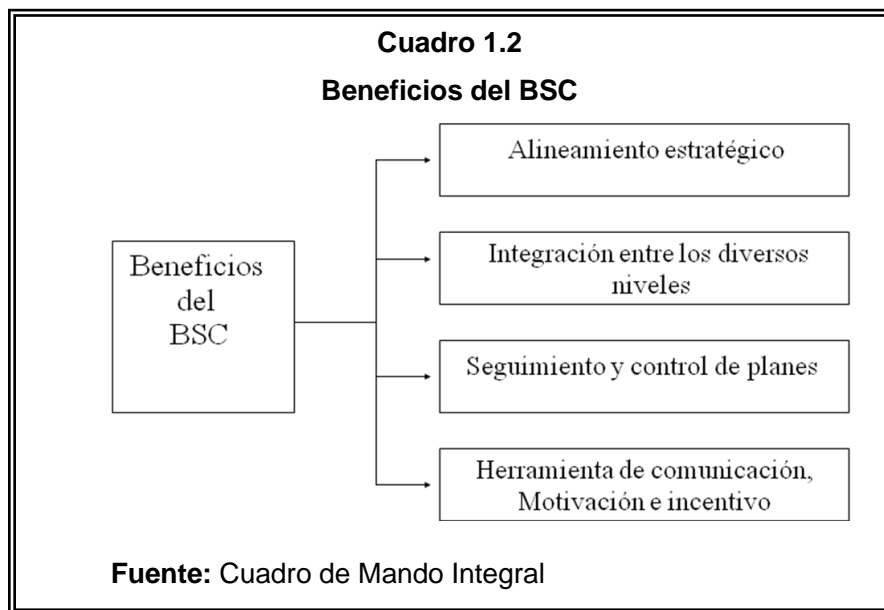 Cuadro 1.2
Beneficios del BSC
Beneficios
del
BSC
Alineamiento estratégico
Integración entre los diversos
niveles
Seguimiento y control de planes
Herramienta de comunicación,
Motivación e incentivo
Fuente: Cuadro de Mando Integral